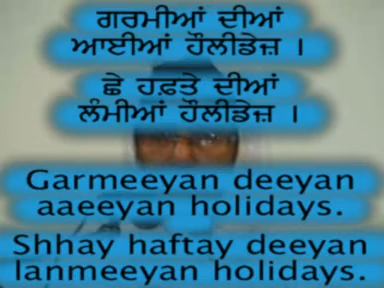 ਗਰਮੀਆਂ ਦੀਆਂ
ਆਈਆਂ ਹੌਲੀਡੇਜ਼ ।
ਛੇ ਹਫ਼ਤੇ ਦੀਆਂ
ਲੰਮੀਆਂ ਹੌਲੀਡੇਜ਼ ।
Garmeeyan deeyan
aaeeyan holidays.
Shhay haftay deeyan
lanmeeyan holidays.